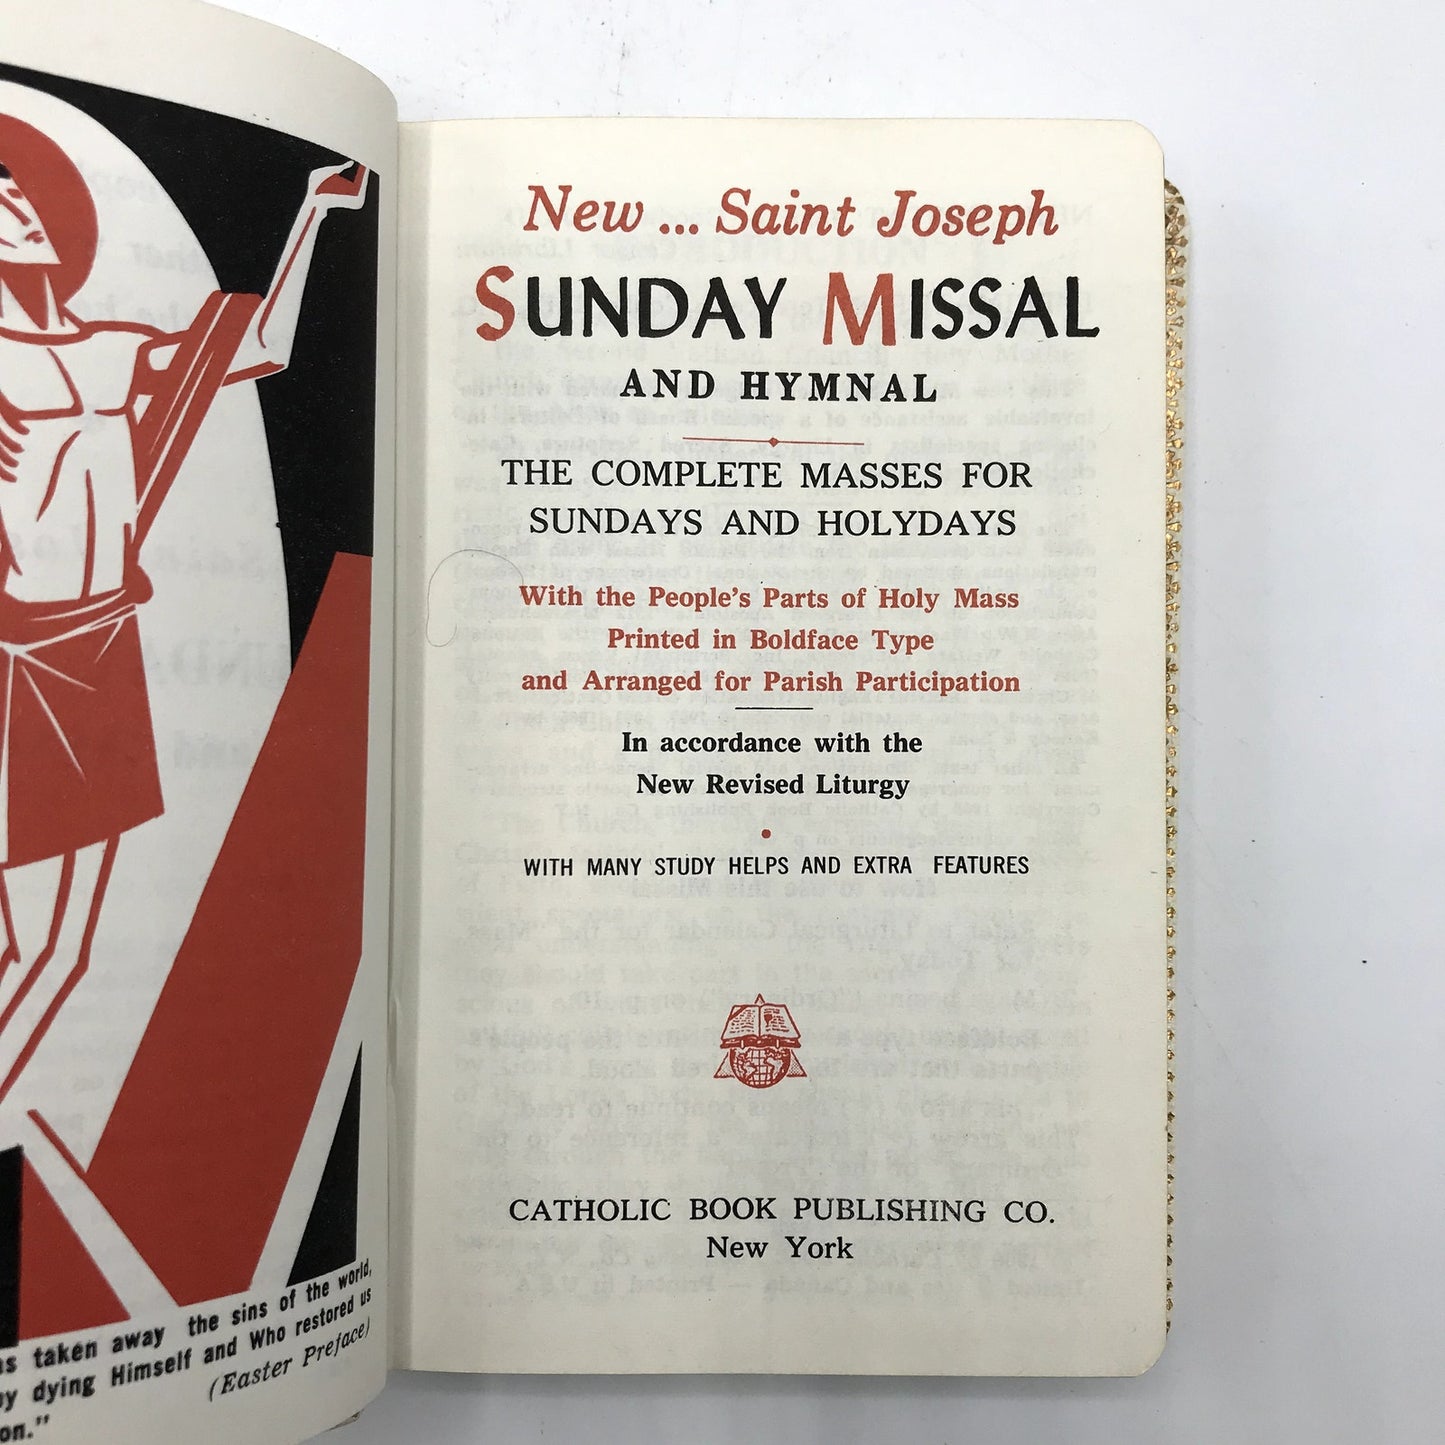 taken away the sins of the world,
dying Himself and Who restored us
(Easter Preface)
New ... Saint Joseph
SUNDAY MISSAL
AND HYMNAL
THE COMPLETE MASSES FOR
SUNDAYS AND HOLYDAYS
With the People's Parts of Holy Mass
Printed in Boldface Type
and Arranged for Parish Participation
In accordance with the
New Revised Liturgy
WITH MANY STUDY HELPS AND EXTRA FEATURES
CATHOLIC BOOK PUBLISHING CO.
New York